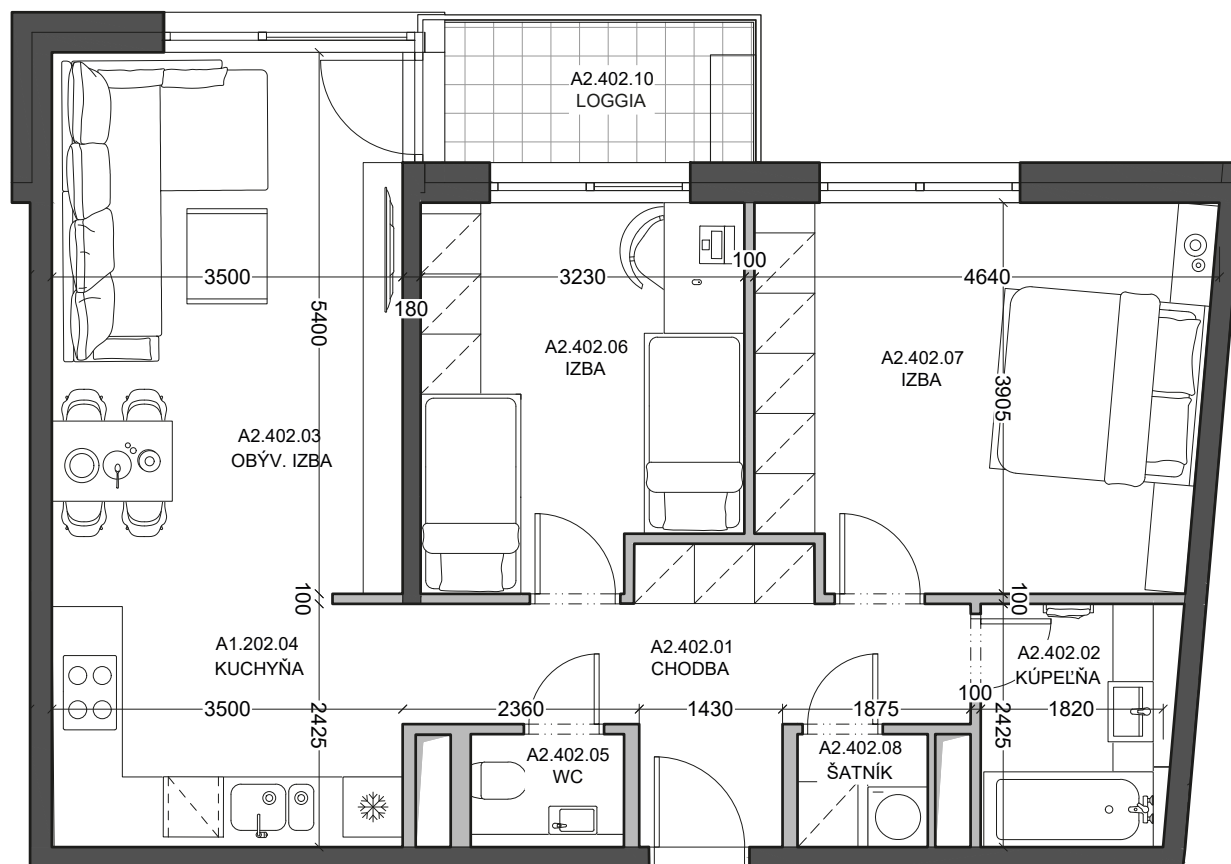 A2.402.10
LOGGIA
3500
180
3230
100
4640
5400
A2.402.06
IZBA
A2.402.07
IZBA
3905
A2.402.03
OBÝV. IZBA
100
100
A1.202.04
KUCHYŇA
A2.402.01
CHODBA
A2.402.02
KÚPEĽŇA
3500
2425
2360
1430
1875
100
1820
2425
A2.402.05
WC
A2.402.08
ŠATNÍK